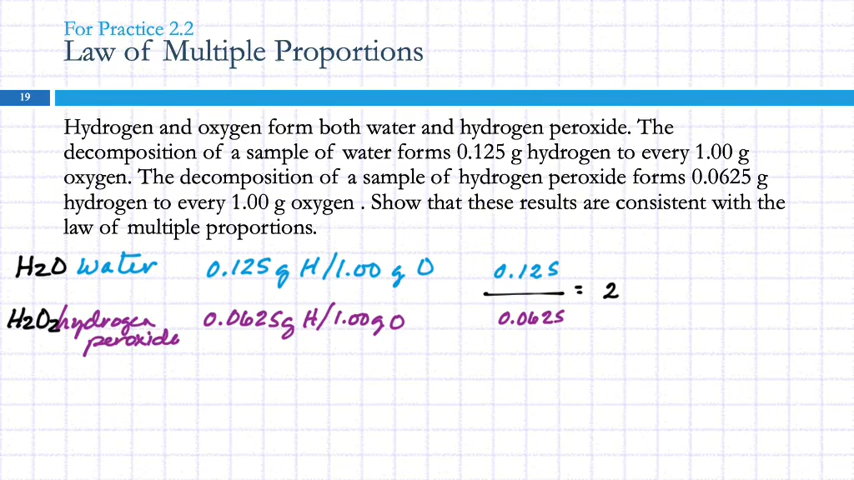 For Practice 2.2
Law of Multiple Proportions
19
Hydrogen and oxygen form both water and hydrogen peroxide. The
decomposition of a sample of water forms 0.125 g hydrogen to every 1.00 g
oxygen. The decomposition of a sample of hydrogen peroxide forms 0.0625 g
hydrogen to every 1.00 g oxygen . Show that these results are consistent with the
law of multiple proportions.
H2O water 0.125 g H/1.00 g O 0.125
= 2
H2O2 hydrogen 0.0625g H/1.00g O 0.0625
peroxide